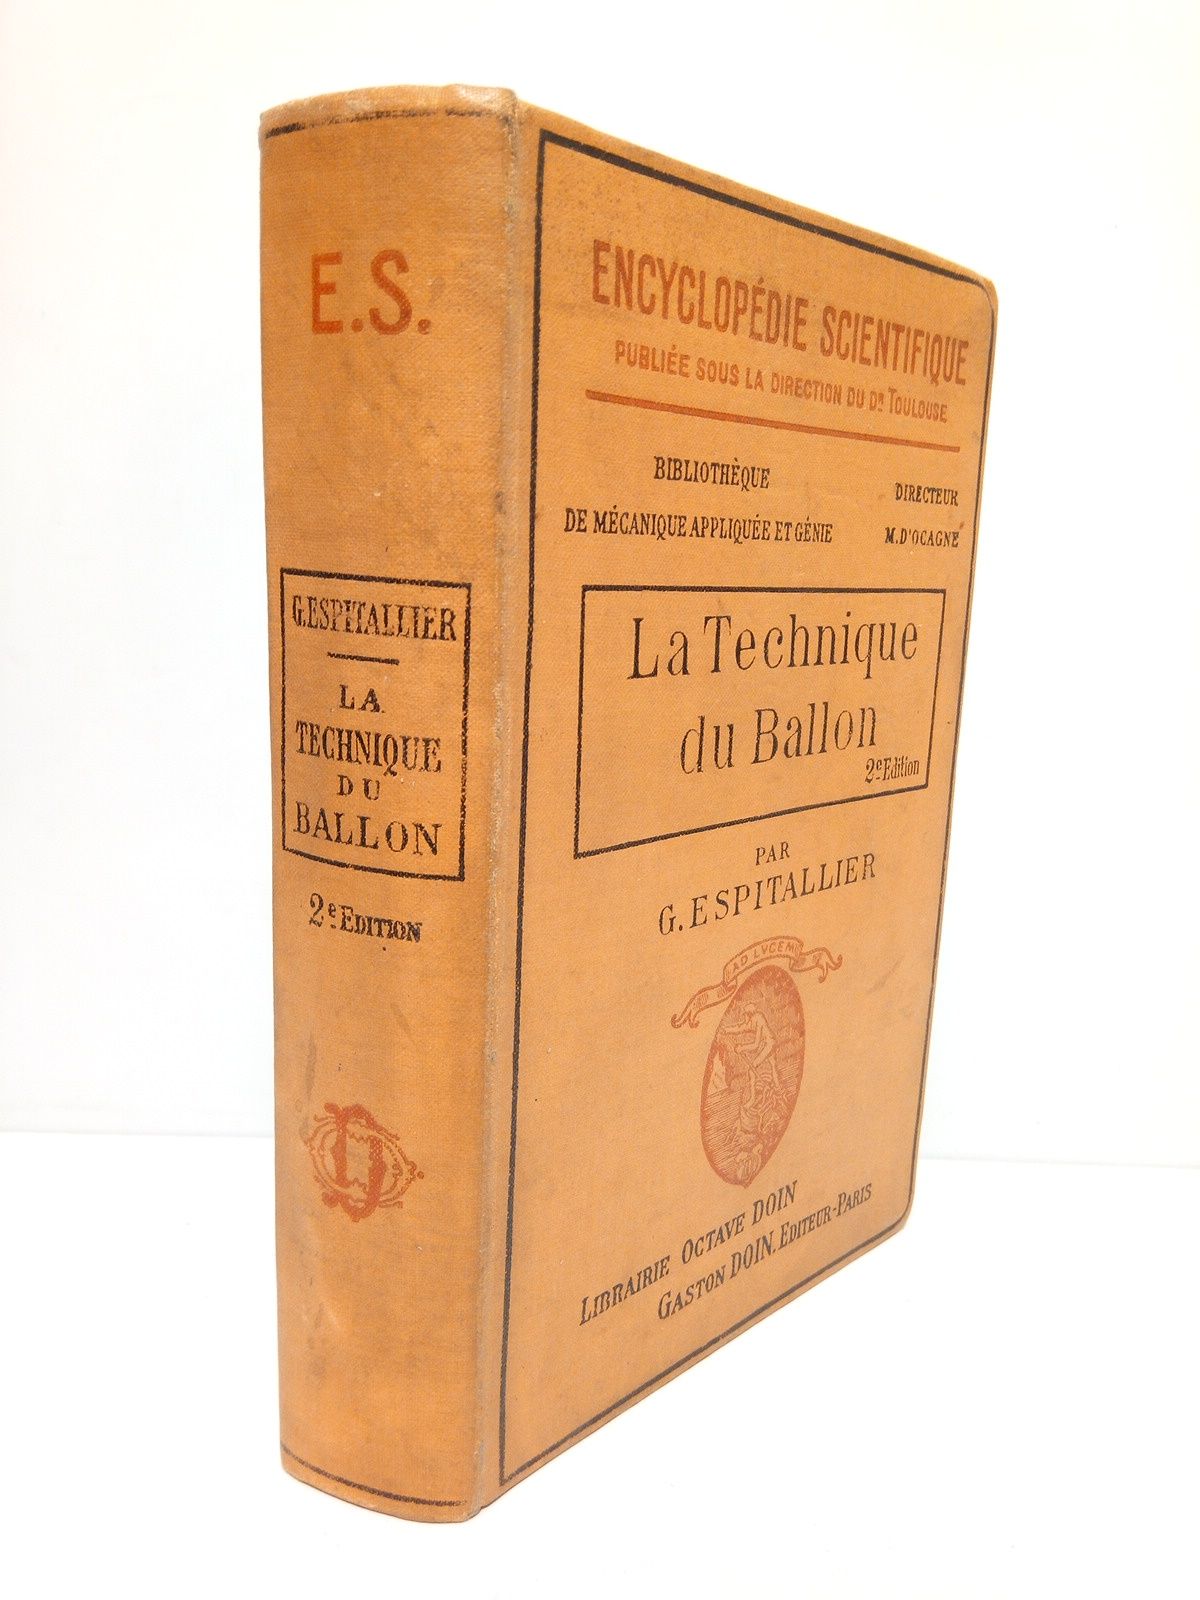 E.S.
G. ESPITALLIER
LA
TECHNIQUE
DU
BALLON
2e EDITION
ENCYCLOPÉDIE SCIENTIFIQUE
PUBLIÉE SOUS LA DIRECTION DU DR TOULOUSE
BIBLIOTHÈQUE
DE MÉCANIQUE APPLIQUÉE ET GÉNIE
DIRECTEUR
M. D'OCAGNE
La Technique
du Ballon
2e Edition
PAR
G. ESPITALLIER
AD LVCEM
LIBRAIRIE OCTAVE DOIN
GASTON DOIN, EDITEUR-PARIS